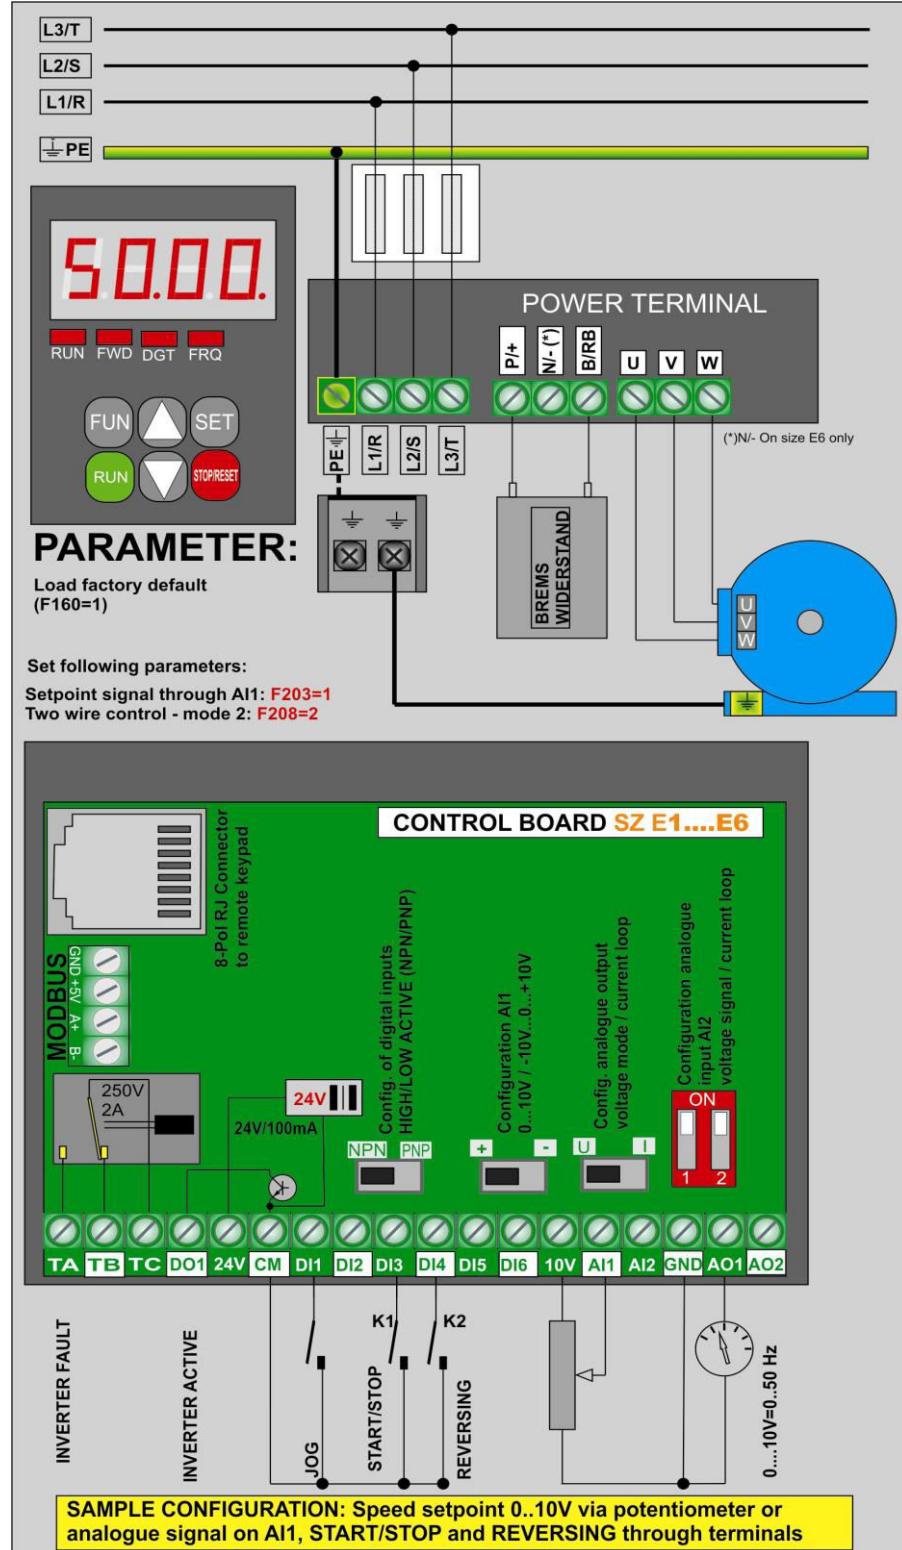 L3/T
L2/S
L1/R
PE
50.00.
RUN FWD DGT FRQ
FUN SET
RUN STOP/RESET
POWER TERMINAL
P/+ N/- (*) B/RB U V W
(*)N/- On size E6 only
PE L1/R L2/S L3/T
BREMS
WIDERSTAND
U
V
W
PARAMETER:
Load factory default
(F160=1)
Set following parameters:
Setpoint signal through AI1: F203=1
Two wire control - mode 2: F208=2
CONTROL BOARD SZ E1....E6
8-Pol RJ Connector
to remote keypad
MODBUS
GND +5V A+ B-
250V
2A
24V
24V/100mA
Config. of digital inputs
HIGH/LOW ACTIVE (NPN/PNP)
NPN PNP
Configuration AI1
0...10V / -10V...0...+10V
+ -
Config. analogue output
voltage mode / current loop
U I
Configuration analogue
input AI2
voltage signal / current loop
ON
1 2
TA TB TC DO1 24V CM DI1 DI2 DI3 DI4 DI5 DI6 10V AI1 AI2 GND AO1 AO2
INVERTER FAULT
INVERTER ACTIVE
JOG
K1
START/STOP
K2
REVERSING
0....10V=0..50 Hz
SAMPLE CONFIGURATION: Speed setpoint 0..10V via potentiometer or
analogue signal on AI1, START/STOP and REVERSING through terminals